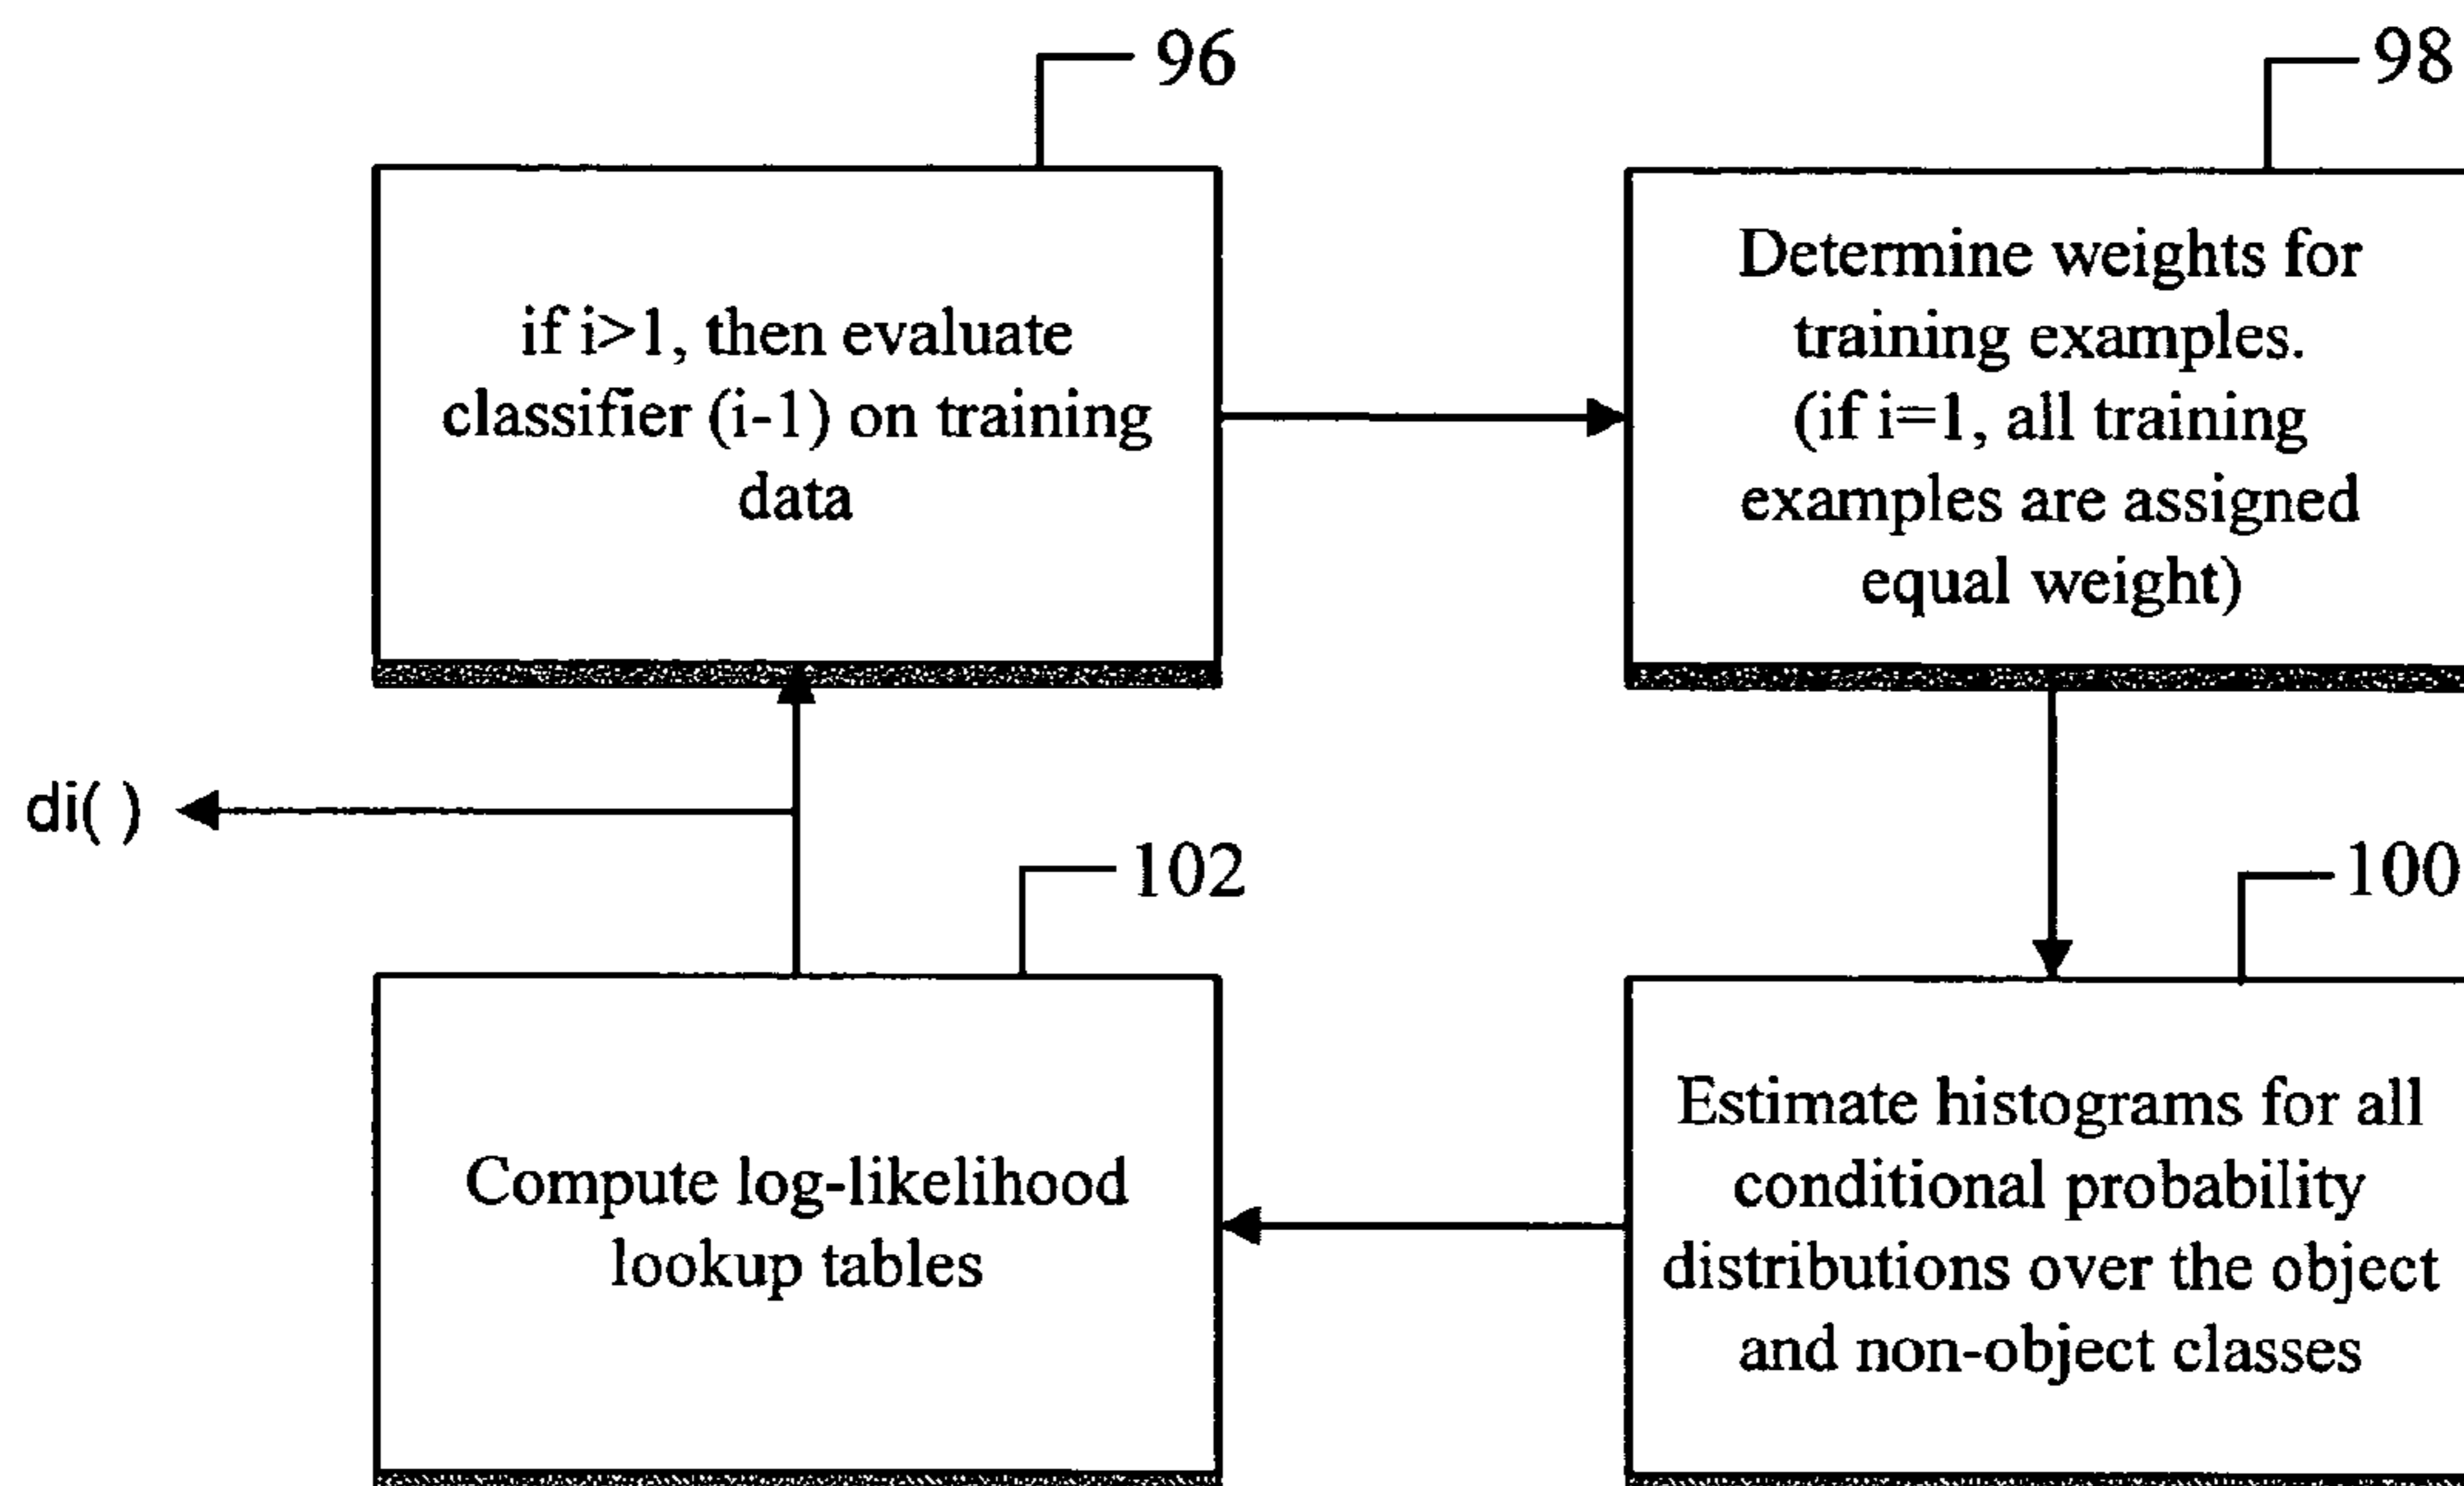 96
if i>1, then evaluate
classifier (i-1) on training
data
98
Determine weights for
training examples.
(if i=1, all training
examples are assigned
equal weight)
di( )
102
Compute log-likelihood
lookup tables
100
Estimate histograms for all
conditional probability
distributions over the object
and non-object classes